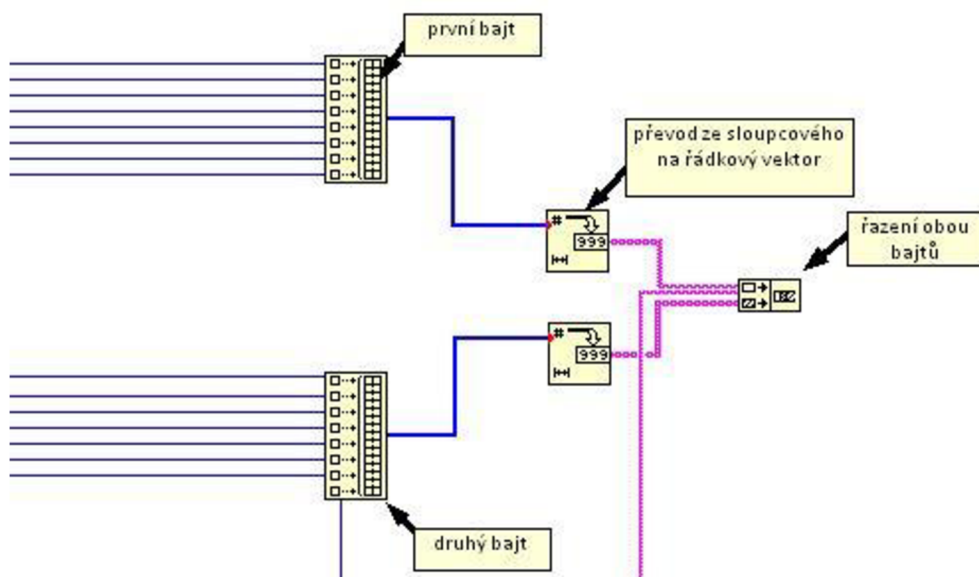 první bajt
převod ze sloupcového
na řádkový vektor
#
999
řazení obou
bajtů
#
999
druhý bajt